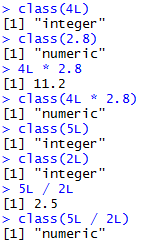 > class(4L)
[1] "integer"
> class(2.8)
[1] "numeric"
> 4L * 2.8
[1] 11.2
> class(4L * 2.8)
[1] "numeric"
> class(5L)
[1] "integer"
> class(2L)
[1] "integer"
> 5L / 2L
[1] 2.5
> class(5L / 2L)
[1] "numeric"